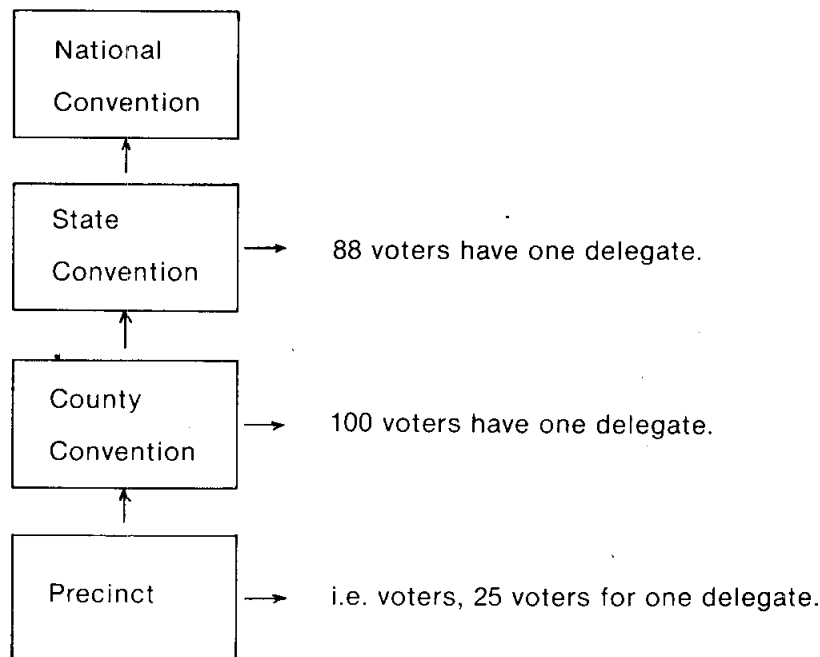 National
Convention
State
Convention
88 voters have one delegate.
County
Convention
100 voters have one delegate.
Precinct
i.e. voters, 25 voters for one delegate.